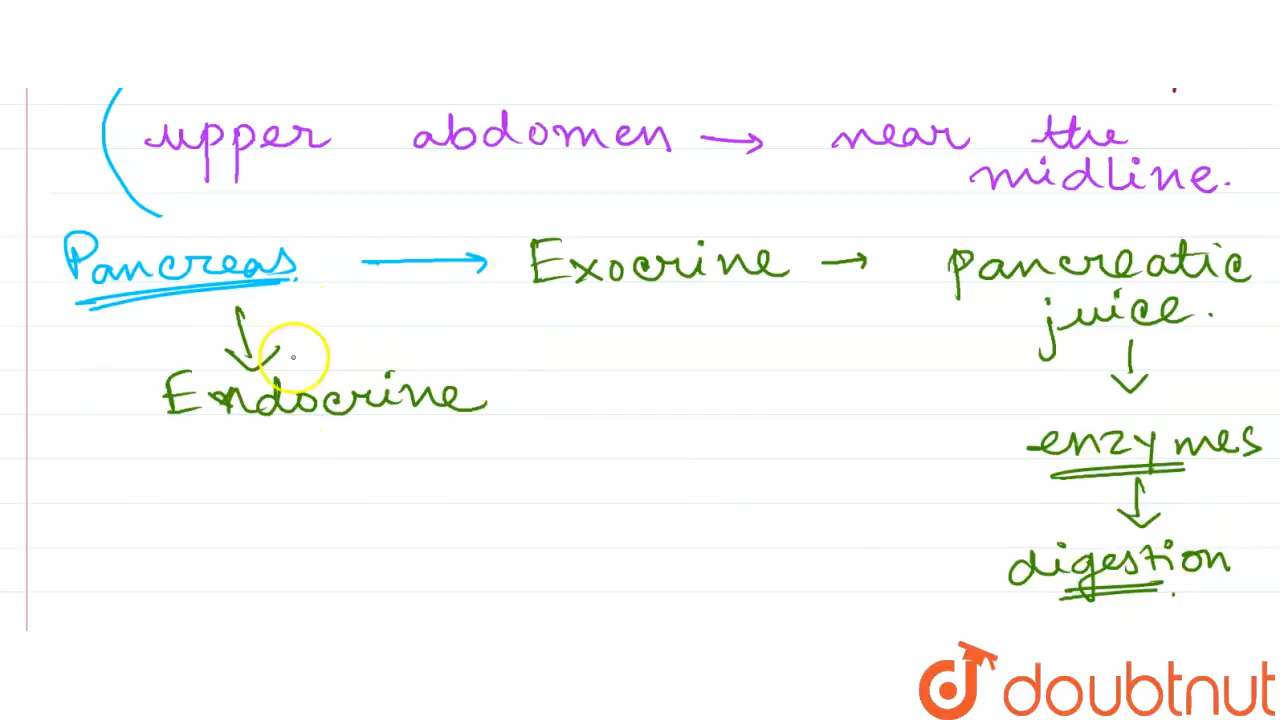 upper abdomen → near the
midline.
Pancreas. → Exocrine → pancreatic
juice.
↓
↓
Endocrine
enzymes
↓
digestion
doubtnut